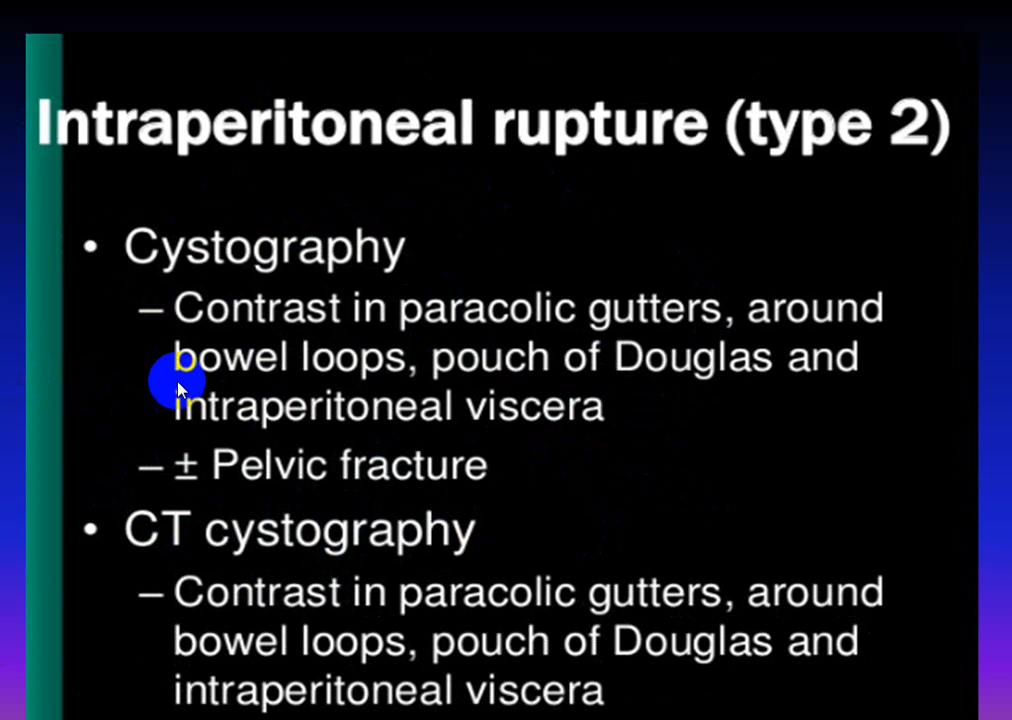 Intraperitoneal rupture (type 2)
• Cystography
– Contrast in paracolic gutters, around
bowel loops, pouch of Douglas and
intraperitoneal viscera
– ± Pelvic fracture
• CT cystography
– Contrast in paracolic gutters, around
bowel loops, pouch of Douglas and
intraperitoneal viscera